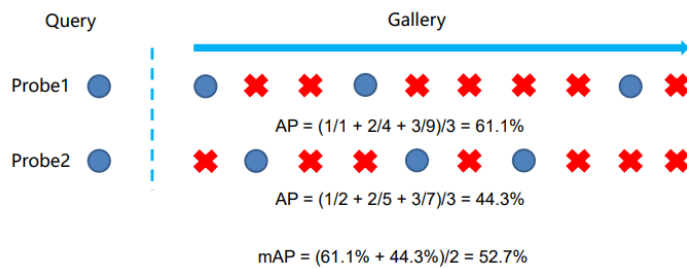 Query Gallery
Probe1
AP = (1/1 + 2/4 + 3/9)/3 = 61.1%
Probe2
AP = (1/2 + 2/5 + 3/7)/3 = 44.3%
mAP = (61.1% + 44.3%)/2 = 52.7%